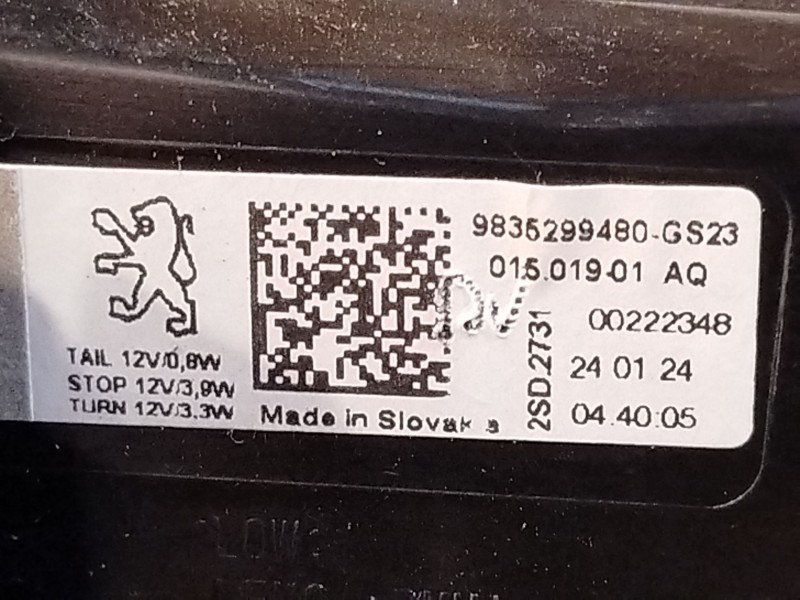 9835299480-GS23
015.019-01 AQ
00222348
2SD.2731
24 01 24
04.40:05
TAIL 12V/0,8W
STOP 12V/3,9W
TURN 12V/3,3W
Made in Slovak a
LOW